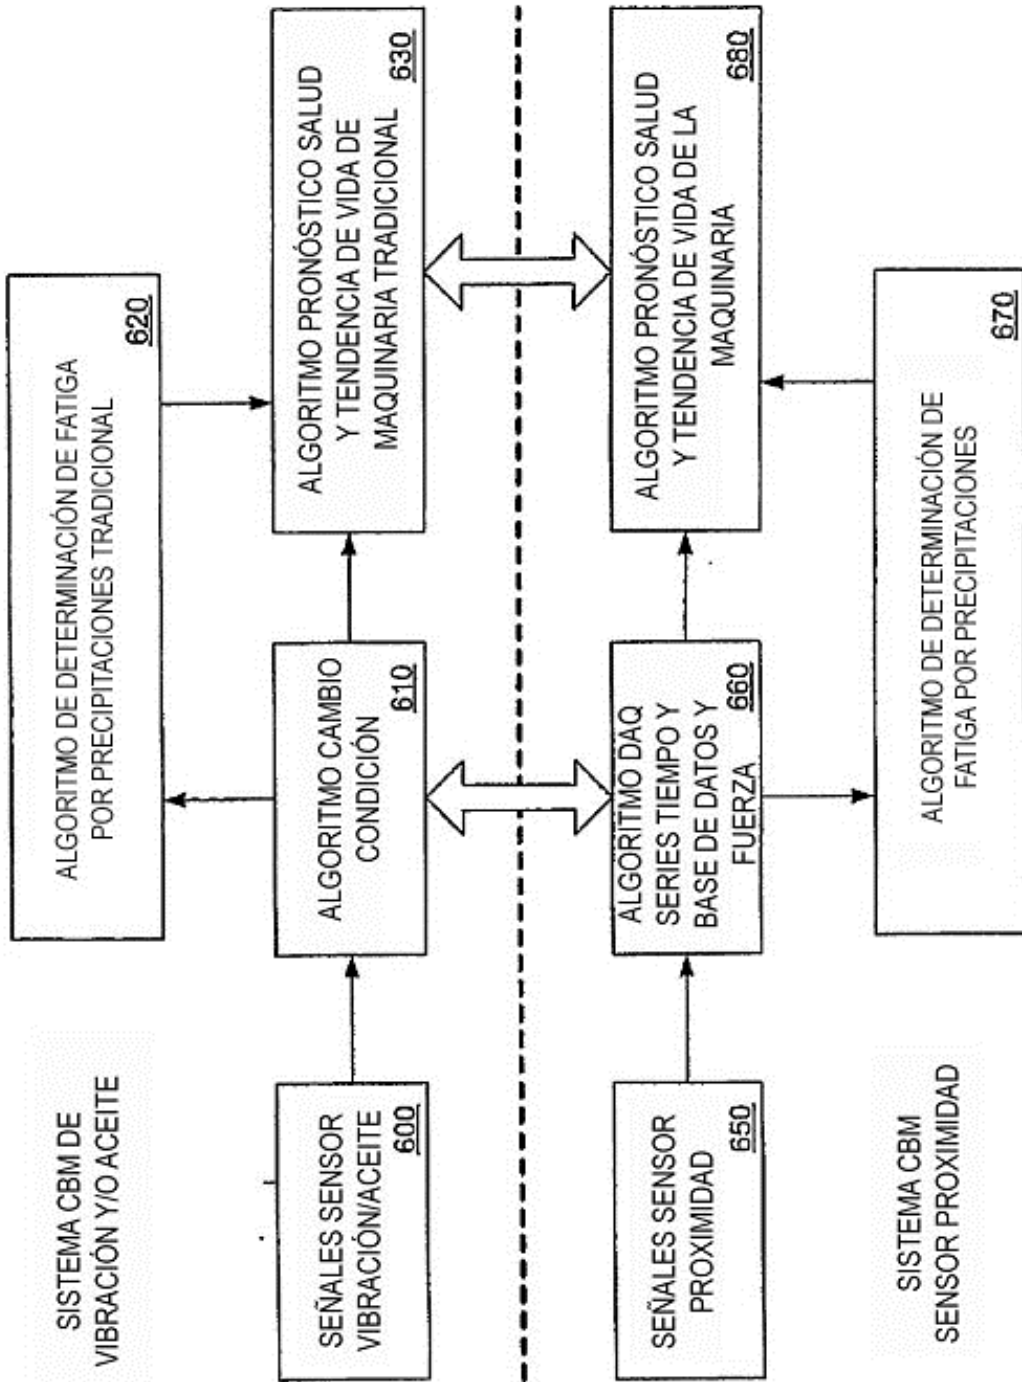 SISTEMA CBM DE
VIBRACIÓN Y/O ACEITE
ALGORITMO DE DETERMINACIÓN DE FATIGA
POR PRECIPITACIONES TRADICIONAL
620
SEÑALES SENSOR
VIBRACIÓN/ACEITE
600
ALGORITMO CAMBIO
CONDICIÓN
610
ALGORITMO PRONÓSTICO SALUD
Y TENDENCIA DE VIDA DE
MAQUINARIA TRADICIONAL
630
SEÑALES SENSOR
PROXIMIDAD
650
ALGORITMO DAQ
SERIES TIEMPO Y
BASE DE DATOS Y
FUERZA
660
ALGORITMO PRONÓSTICO SALUD
Y TENDENCIA DE VIDA DE LA
MAQUINARIA
680
SISTEMA CBM
SENSOR PROXIMIDAD
ALGORITMO DE DETERMINACIÓN DE
FATIGA POR PRECIPITACIONES
670